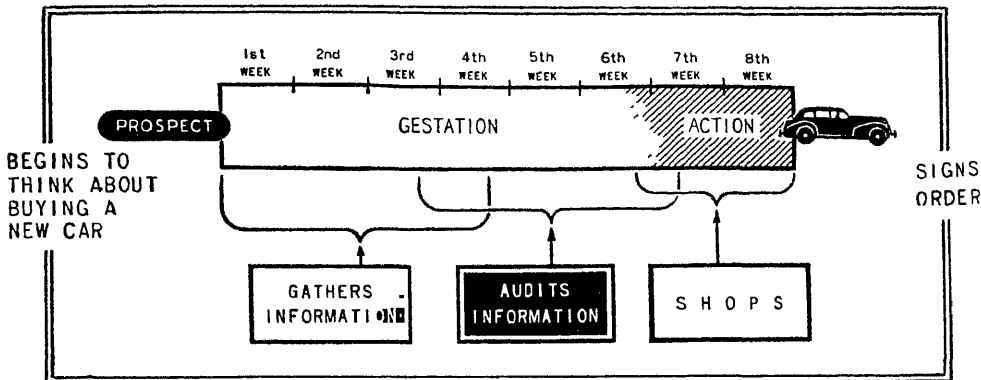 1st 2nd 3rd 4th 5th 6th 7th 8th
WEEK WEEK WEEK WEEK WEEK WEEK WEEK WEEK
PROSPECT
GESTATION
ACTION
BEGINS TO
THINK ABOUT
BUYING A
NEW CAR
SIGNS
ORDER
GATHERS
INFORMATION
AUDITS
INFORMATION
SHOPS